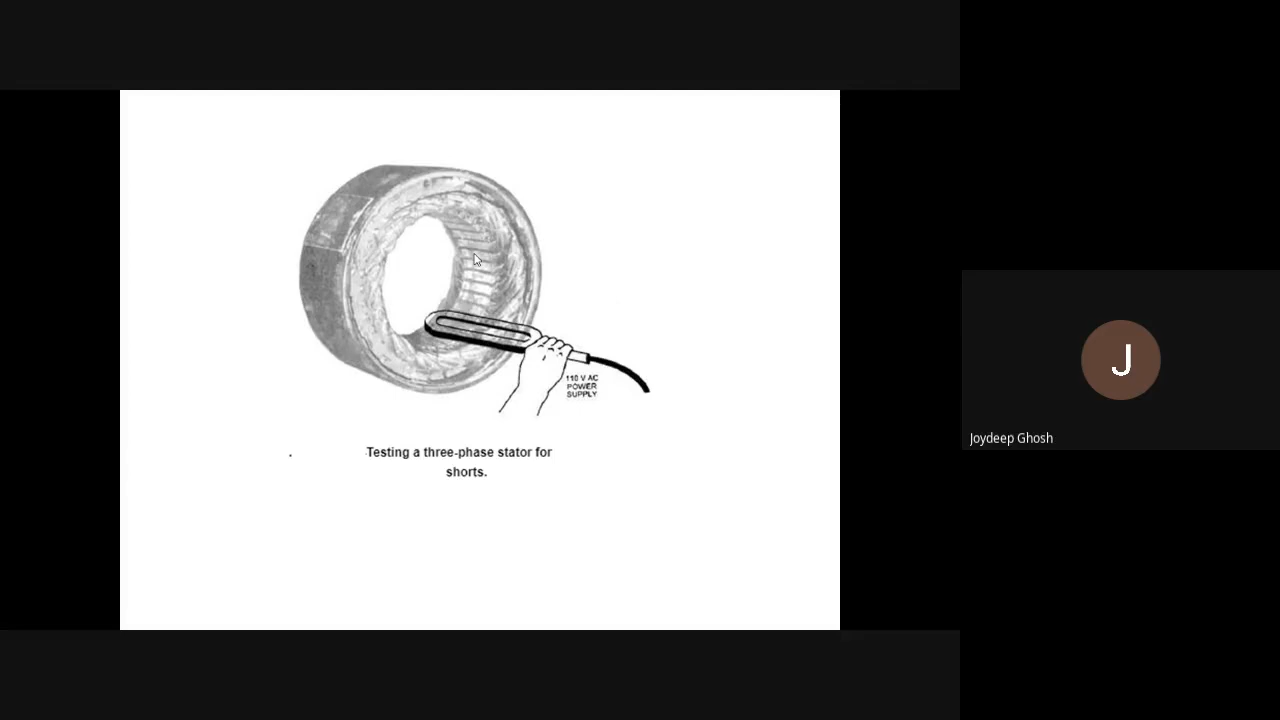 110 V AC
POWER
SUPPLY
Testing a three-phase stator for
shorts.
J
Joydeep Ghosh